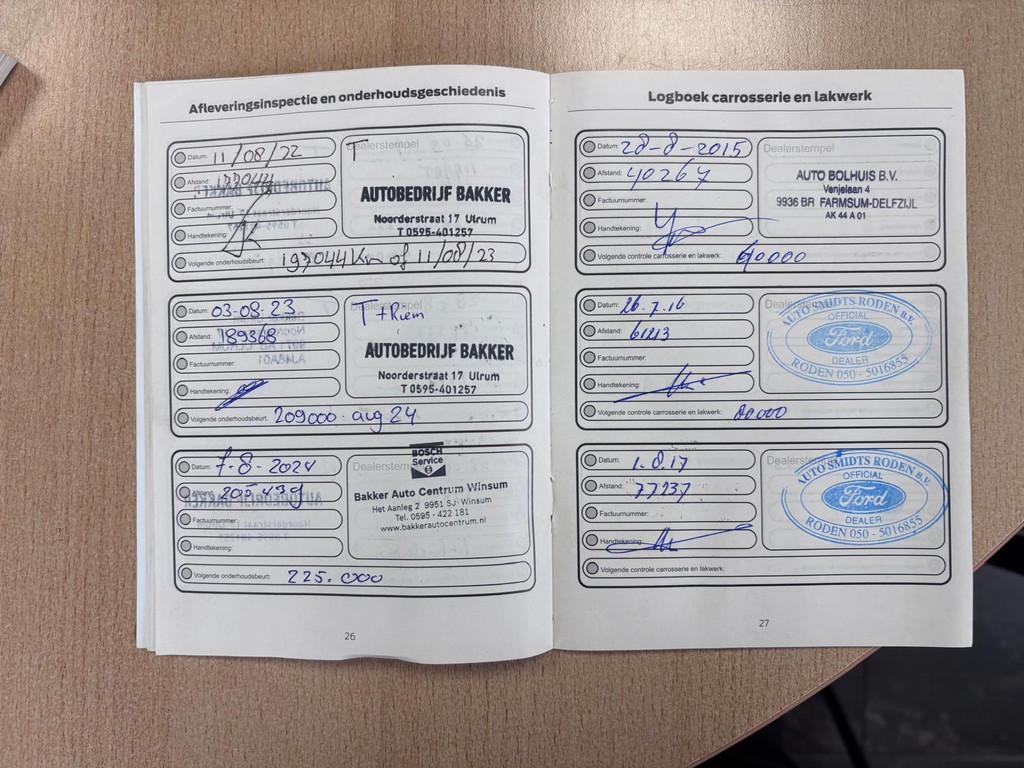 Afleveringsinspectie en onderhoudsgeschiedenis
Datum: 11/08/22
Afstand:
Factuurnummer:
Handtekening:
Volgende onderhoudsbeurt: 193044 Km of 11/08/23
T
Dealerstempel
AUTOBEDRIJF BAKKER
Noorderstraat 17 Ulrum
T 0595-401257
Datum: 03-08-23
Afstand: 189368
Factuurnummer:
Handtekening:
Volgende onderhoudsbeurt: 209000 - aug 24
Dealerstempel
T + Riem
AUTOBEDRIJF BAKKER
Noorderstraat 17 Ulrum
T 0595-401257
Datum: 7-8-2024
Afstand: 205439
Factuurnummer:
Handtekening:
Volgende onderhoudsbeurt: 225.000
Dealerstempel
BOSCH
Service
Bakker Auto Centrum Winsum
Het Aanleg 2 9951 SJ Winsum
Tel. 0595 - 422 181
www.bakkerautocentrum.nl
26
Logboek carrosserie en lakwerk
Datum: 28-8-2015
Afstand: 40267
Factuurnummer:
Handtekening:
Volgende controle carrosserie en lakwerk: 60000
Dealerstempel
AUTO BOLHUIS B.V.
Venjelaan 4
9936 BR FARMSUM-DELFZIJL
AK 44 A 01
Datum: 26.7.16
Afstand:
Factuurnummer:
Handtekening:
Volgende controle carrosserie en lakwerk: 80000
AUTO SMIDTS RODEN B.V.
OFFICIAL
Ford
DEALER
RODEN 050 - 5016855
Datum: 1.8.17
Afstand: 77237
Factuurnummer:
Handtekening:
Volgende controle carrosserie en lakwerk:
AUTO SMIDTS RODEN B.V.
OFFICIAL
Ford
DEALER
RODEN 050 - 5016855
27